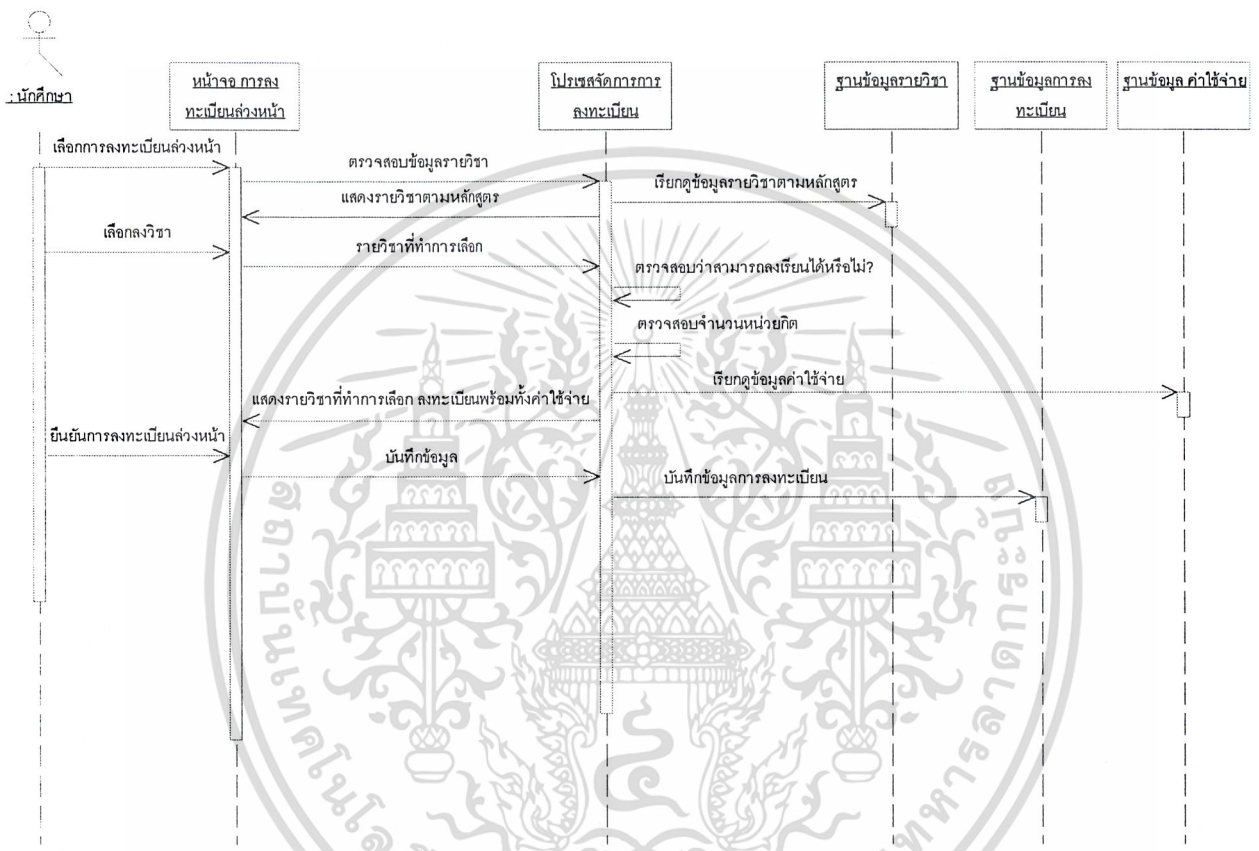 : นักศึกษา
หน้าจอ การลง
ทะเบียนล่วงหน้า
โปรเซสจัดการการ
ลงทะเบียน
ฐานข้อมูลรายวิชา
ฐานข้อมูลการลง
ทะเบียน
ฐานข้อมูล ค่าใช้จ่าย
เลือกการลงทะเบียนล่วงหน้า
ตรวจสอบข้อมูลรายวิชา
เรียกดูข้อมูลรายวิชาตามหลักสูตร
แสดงรายวิชาตามหลักสูตร
เลือกลงวิชา
รายวิชาที่ทำการเลือก
ตรวจสอบว่าสามารถลงเรียนได้หรือไม่?
ตรวจสอบจำนวนหน่วยกิต
เรียกดูข้อมูลค่าใช้จ่าย
แสดงรายวิชาที่ทำการเลือก ลงทะเบียนพร้อมทั้งค่าใช้จ่าย
ยืนยันการลงทะเบียนล่วงหน้า
บันทึกข้อมูล
บันทึกข้อมูลการลงทะเบียน